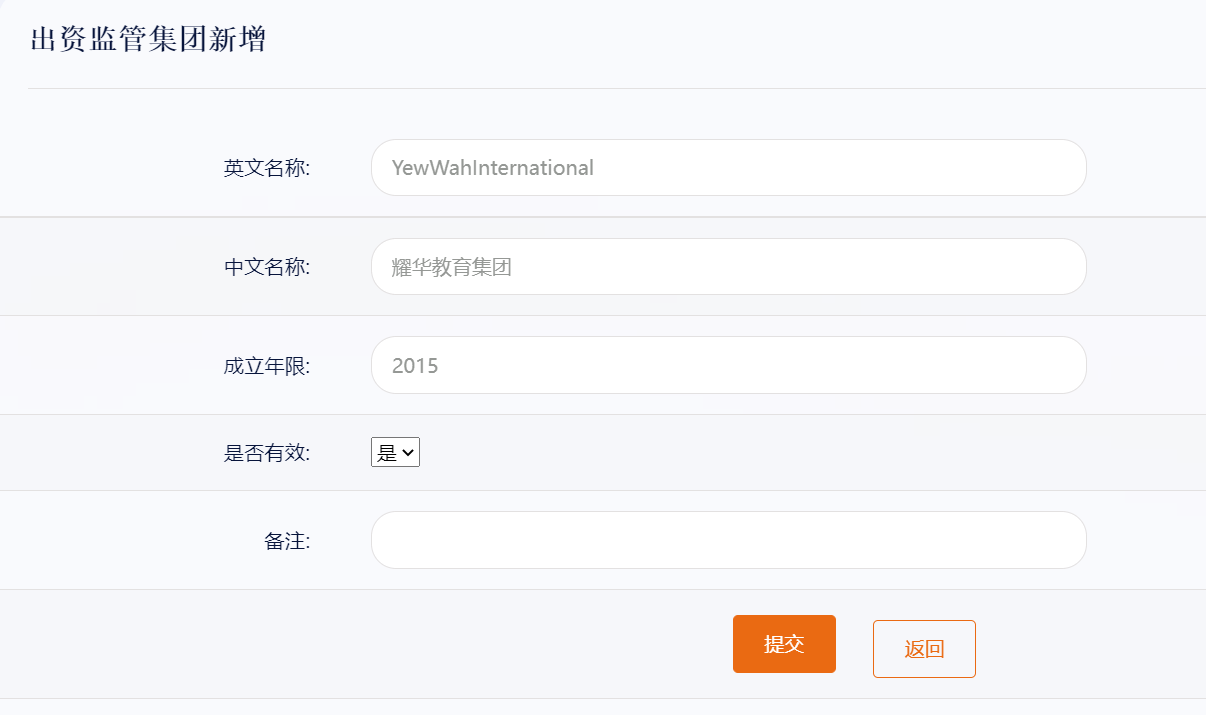 出资监管集团新增
英文名称: YewWahInternational
中文名称: 耀华教育集团
成立年限: 2015
是否有效: 是
备注:
提交 返回